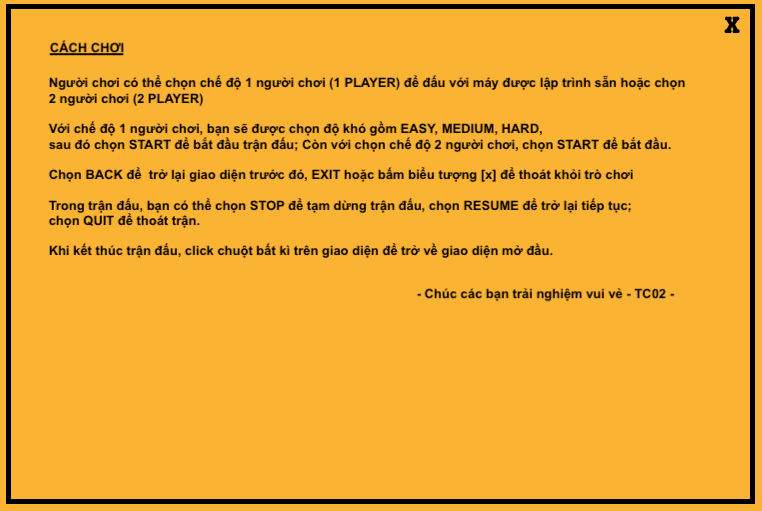 X
CÁCH CHƠI
Người chơi có thể chọn chế độ 1 người chơi (1 PLAYER) để đấu với máy được lập trình sẵn hoặc chọn
2 người chơi (2 PLAYER)
Với chế độ 1 người chơi, bạn sẽ được chọn độ khó gồm EASY, MEDIUM, HARD,
sau đó chọn START để bắt đầu trận đấu; Còn với chọn chế độ 2 người chơi, chọn START để bắt đầu.
Chọn BACK để  trở lại giao diện trước đó, EXIT hoặc bấm biểu tượng [x] để thoát khỏi trò chơi
Trong trận đấu, bạn có thể chọn STOP để tạm dừng trận đấu, chọn RESUME để trở lại tiếp tục;
chọn QUIT để thoát trận.
Khi kết thúc trận đấu, click chuột bất kì trên giao diện để trở về giao diện mở đầu.
- Chúc các bạn trải nghiệm vui vẻ - TC02 -